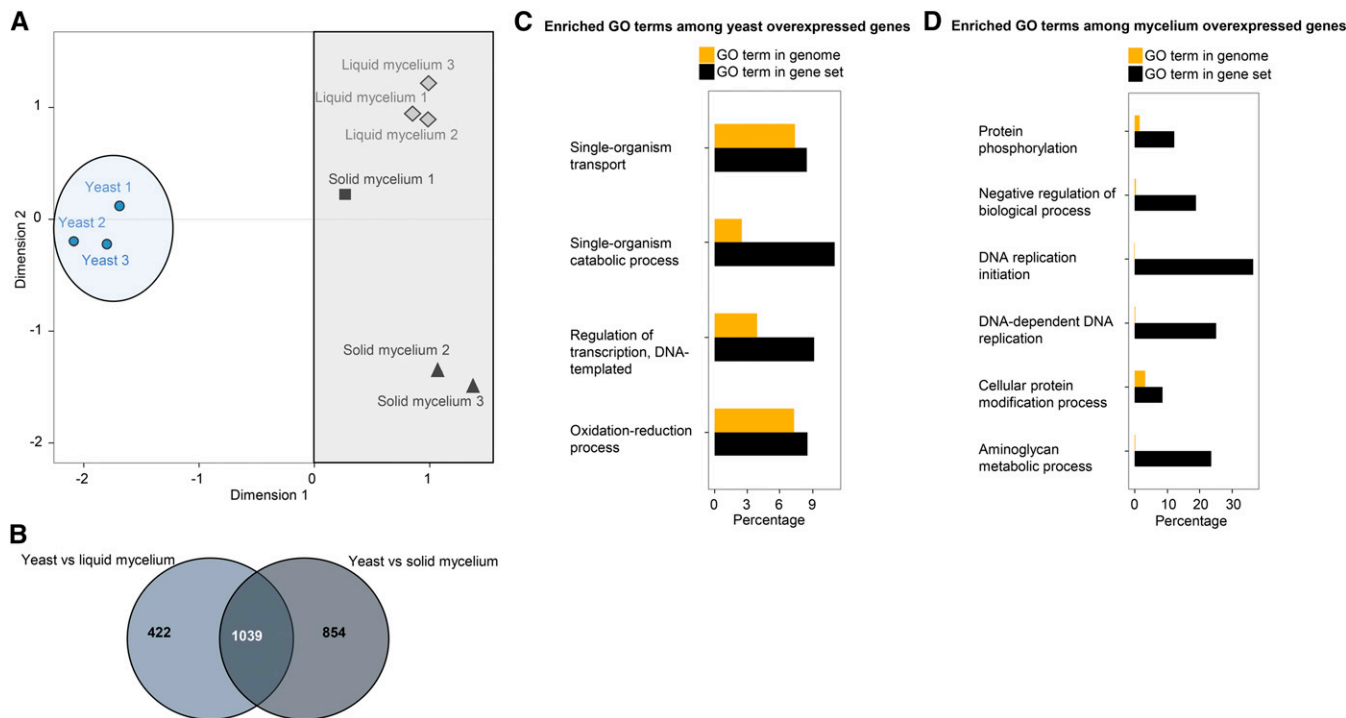 A
Liquid mycelium 3
Liquid mycelium 1
Liquid mycelium 2
Solid mycelium 1
Yeast 1
Yeast 2
Yeast 3
Solid mycelium 2
Solid mycelium 3
1
0
-1
-2
Dimension 2
-2
-1
0
1
Dimension 1
B
Yeast vs liquid mycelium
Yeast vs solid mycelium
422
1039
854
C
Enriched GO terms among yeast overexpressed genes
GO term in genome
GO term in gene set
Single-organism
transport
Single-organism
catabolic process
Regulation of
transcription, DNA-
templated
Oxidation-reduction
process
0
3
6
9
Percentage
D
Enriched GO terms among mycelium overexpressed genes
GO term in genome
GO term in gene set
Protein
phosphorylation
Negative regulation of
biological process
DNA replication
initiation
DNA-dependent DNA
replication
Cellular protein
modification process
Aminoglycan
metabolic process
0
10
20
30
Percentage